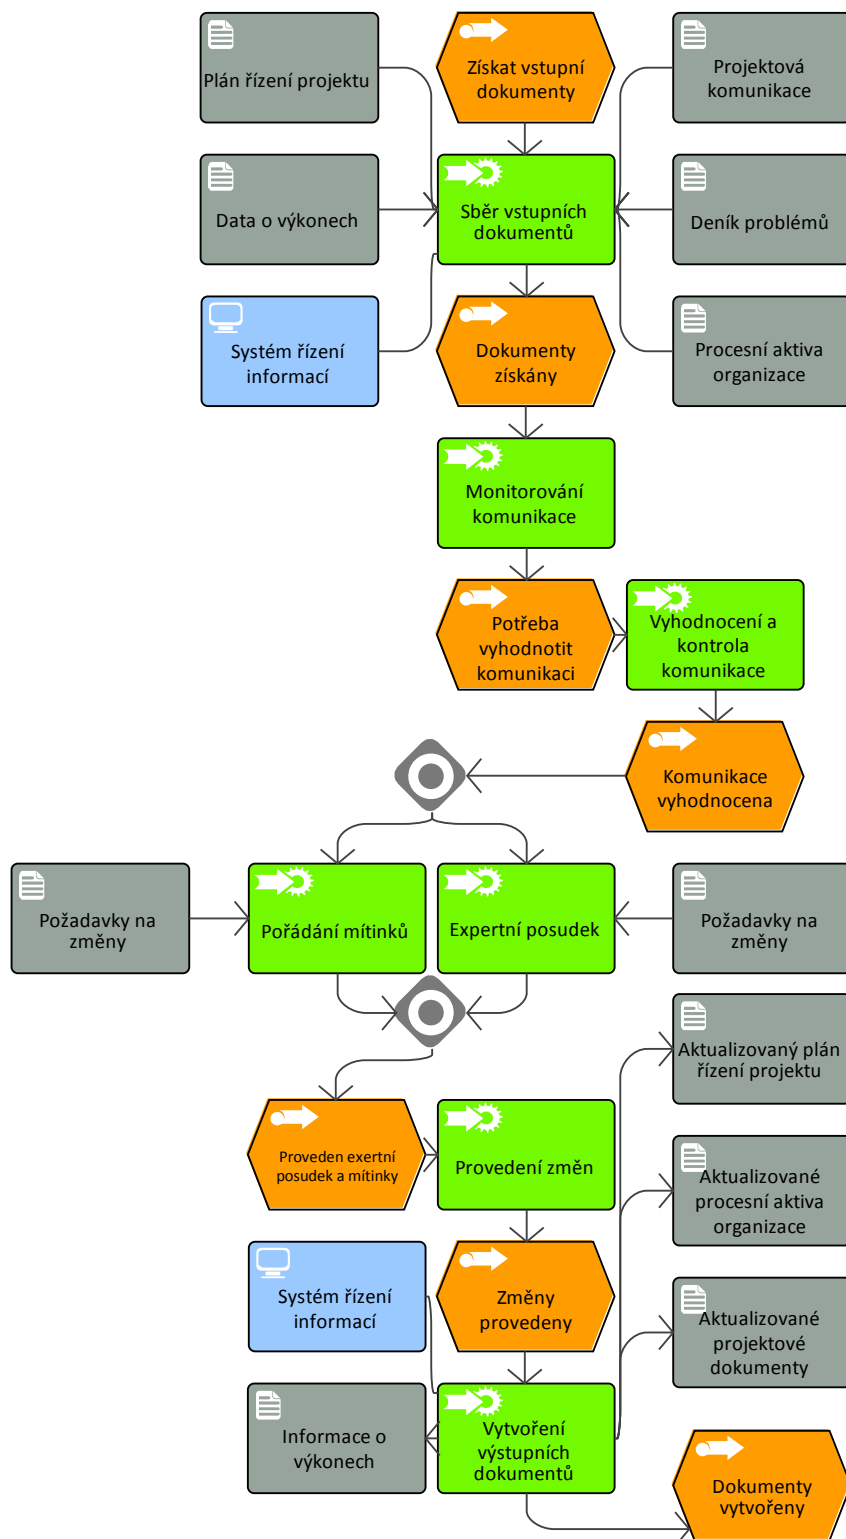 Plán řízení projektu
Získat vstupní
dokumenty
Projektová
komunikace
Data o výkonech
Sběr vstupních
dokumentů
Deník problémů
Systém řízení
informací
Dokumenty
získány
Procesní aktiva
organizace
Monitorování
komunikace
Potřeba
vyhodnotit
komunikaci
Vyhodnocení a
kontrola
komunikace
Komunikace
vyhodnocena
Požadavky na
změny
Pořádání mítinků
Expertní posudek
Požadavky na
změny
Aktualizovaný plán
řízení projektu
Proveden exertní
posudek a mítinky
Provedení změn
Aktualizované
procesní aktiva
organizace
Systém řízení
informací
Změny
provedeny
Aktualizované
projektové
dokumenty
Informace o
výkonech
Vytvoření
výstupních
dokumentů
Dokumenty
vytvořeny